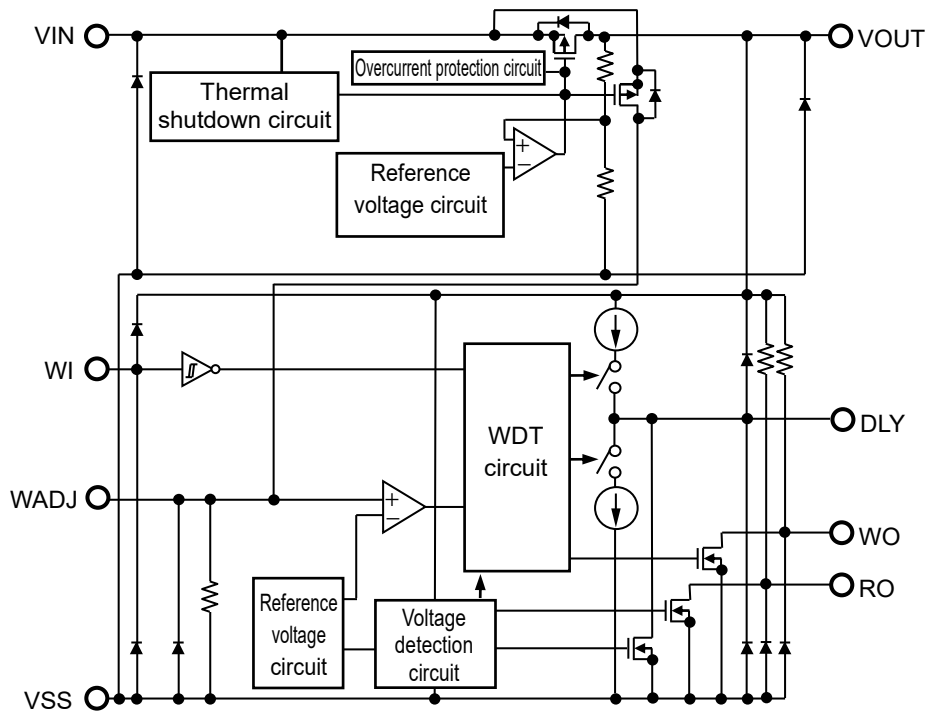 VIN
VOUT
Overcurrent protection circuit
Thermal
shutdown circuit
+
−
Reference
voltage circuit
WI
WDT
circuit
DLY
WADJ
+
−
WO
RO
Reference
voltage
circuit
Voltage
detection
circuit
VSS